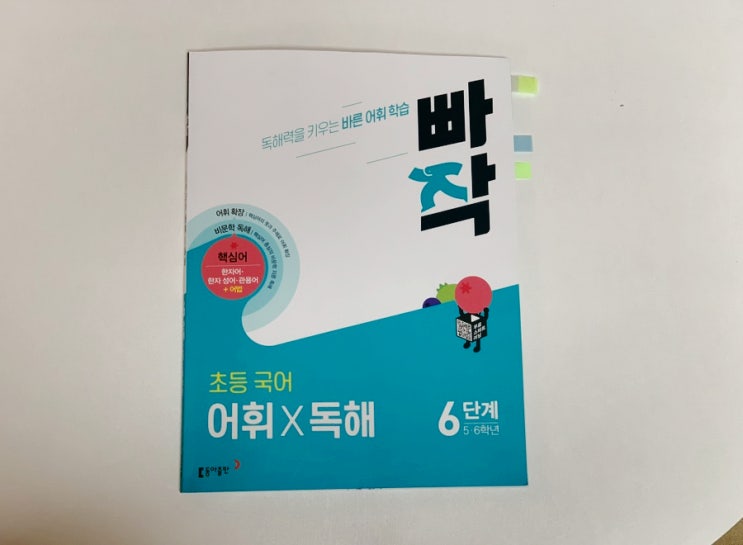 독해력을 키우는 바른 어휘 학습
빠작
어휘 확장
비문학 독해
핵심어
한자어·
한자 성어·관용어
+ 어법
초등 국어
어휘 X 독해
6 단계
5·6학년
동아출판